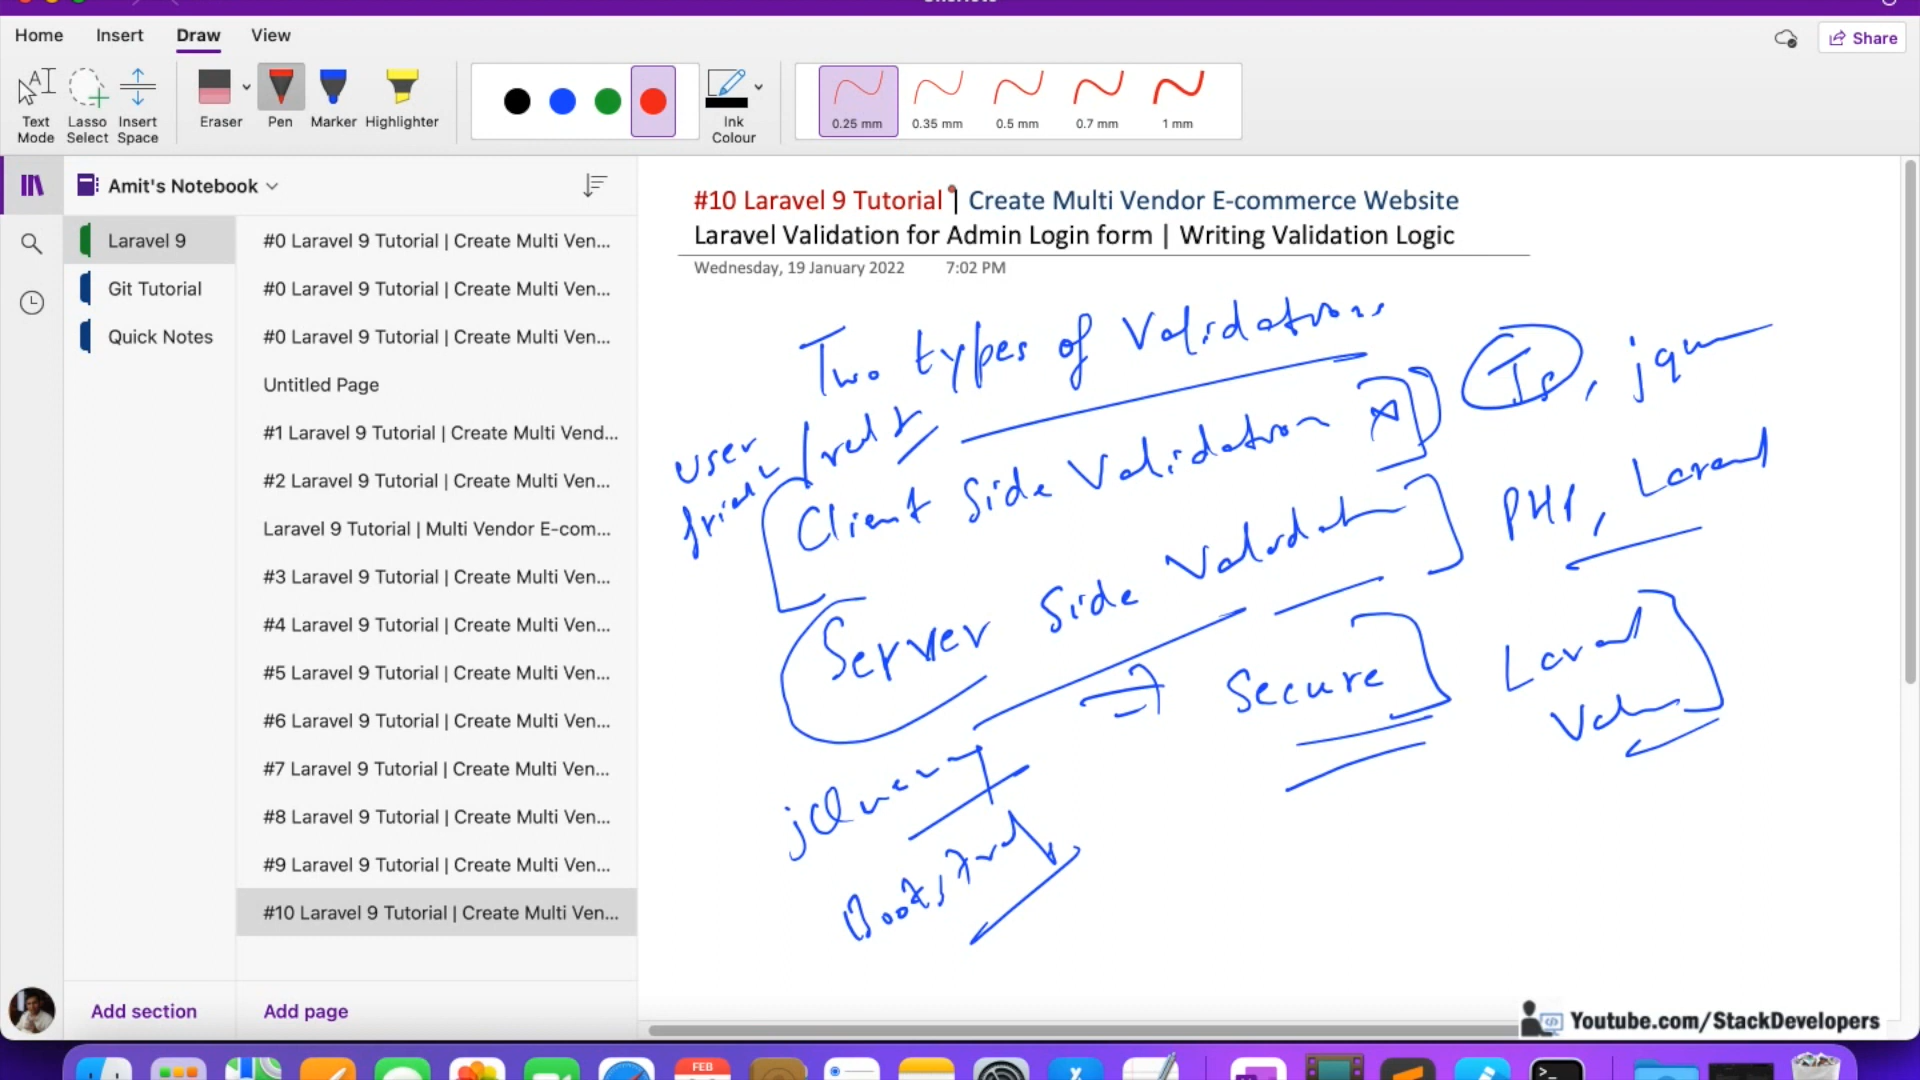 Home Insert Draw View
Share
Text Mode
Lasso Select
Insert Space
Eraser
Pen
Marker
Highlighter
Ink Colour
0.25 mm
0.35 mm
0.5 mm
0.7 mm
1 mm
Amit's Notebook
Laravel 9
Git Tutorial
Quick Notes
#0 Laravel 9 Tutorial | Create Multi Ven...
#0 Laravel 9 Tutorial | Create Multi Ven...
#0 Laravel 9 Tutorial | Create Multi Ven...
Untitled Page
#1 Laravel 9 Tutorial | Create Multi Vend...
#2 Laravel 9 Tutorial | Create Multi Ven...
Laravel 9 Tutorial | Multi Vendor E-com...
#3 Laravel 9 Tutorial | Create Multi Ven...
#4 Laravel 9 Tutorial | Create Multi Ven...
#5 Laravel 9 Tutorial | Create Multi Ven...
#6 Laravel 9 Tutorial | Create Multi Ven...
#7 Laravel 9 Tutorial | Create Multi Ven...
#8 Laravel 9 Tutorial | Create Multi Ven...
#9 Laravel 9 Tutorial | Create Multi Ven...
#10 Laravel 9 Tutorial | Create Multi Ven...
Add section
Add page
#10 Laravel 9 Tutorial | Create Multi Vendor E-commerce Website
Laravel Validation for Admin Login form | Writing Validation Logic
Wednesday, 19 January 2022 7:02 PM
Two types of Validations
Js,
user
Client Side Validation
PHP, Laravel
Server Side Validation
Secure
Laravel
jQuery
Youtube.com/StackDevelopers
FEB